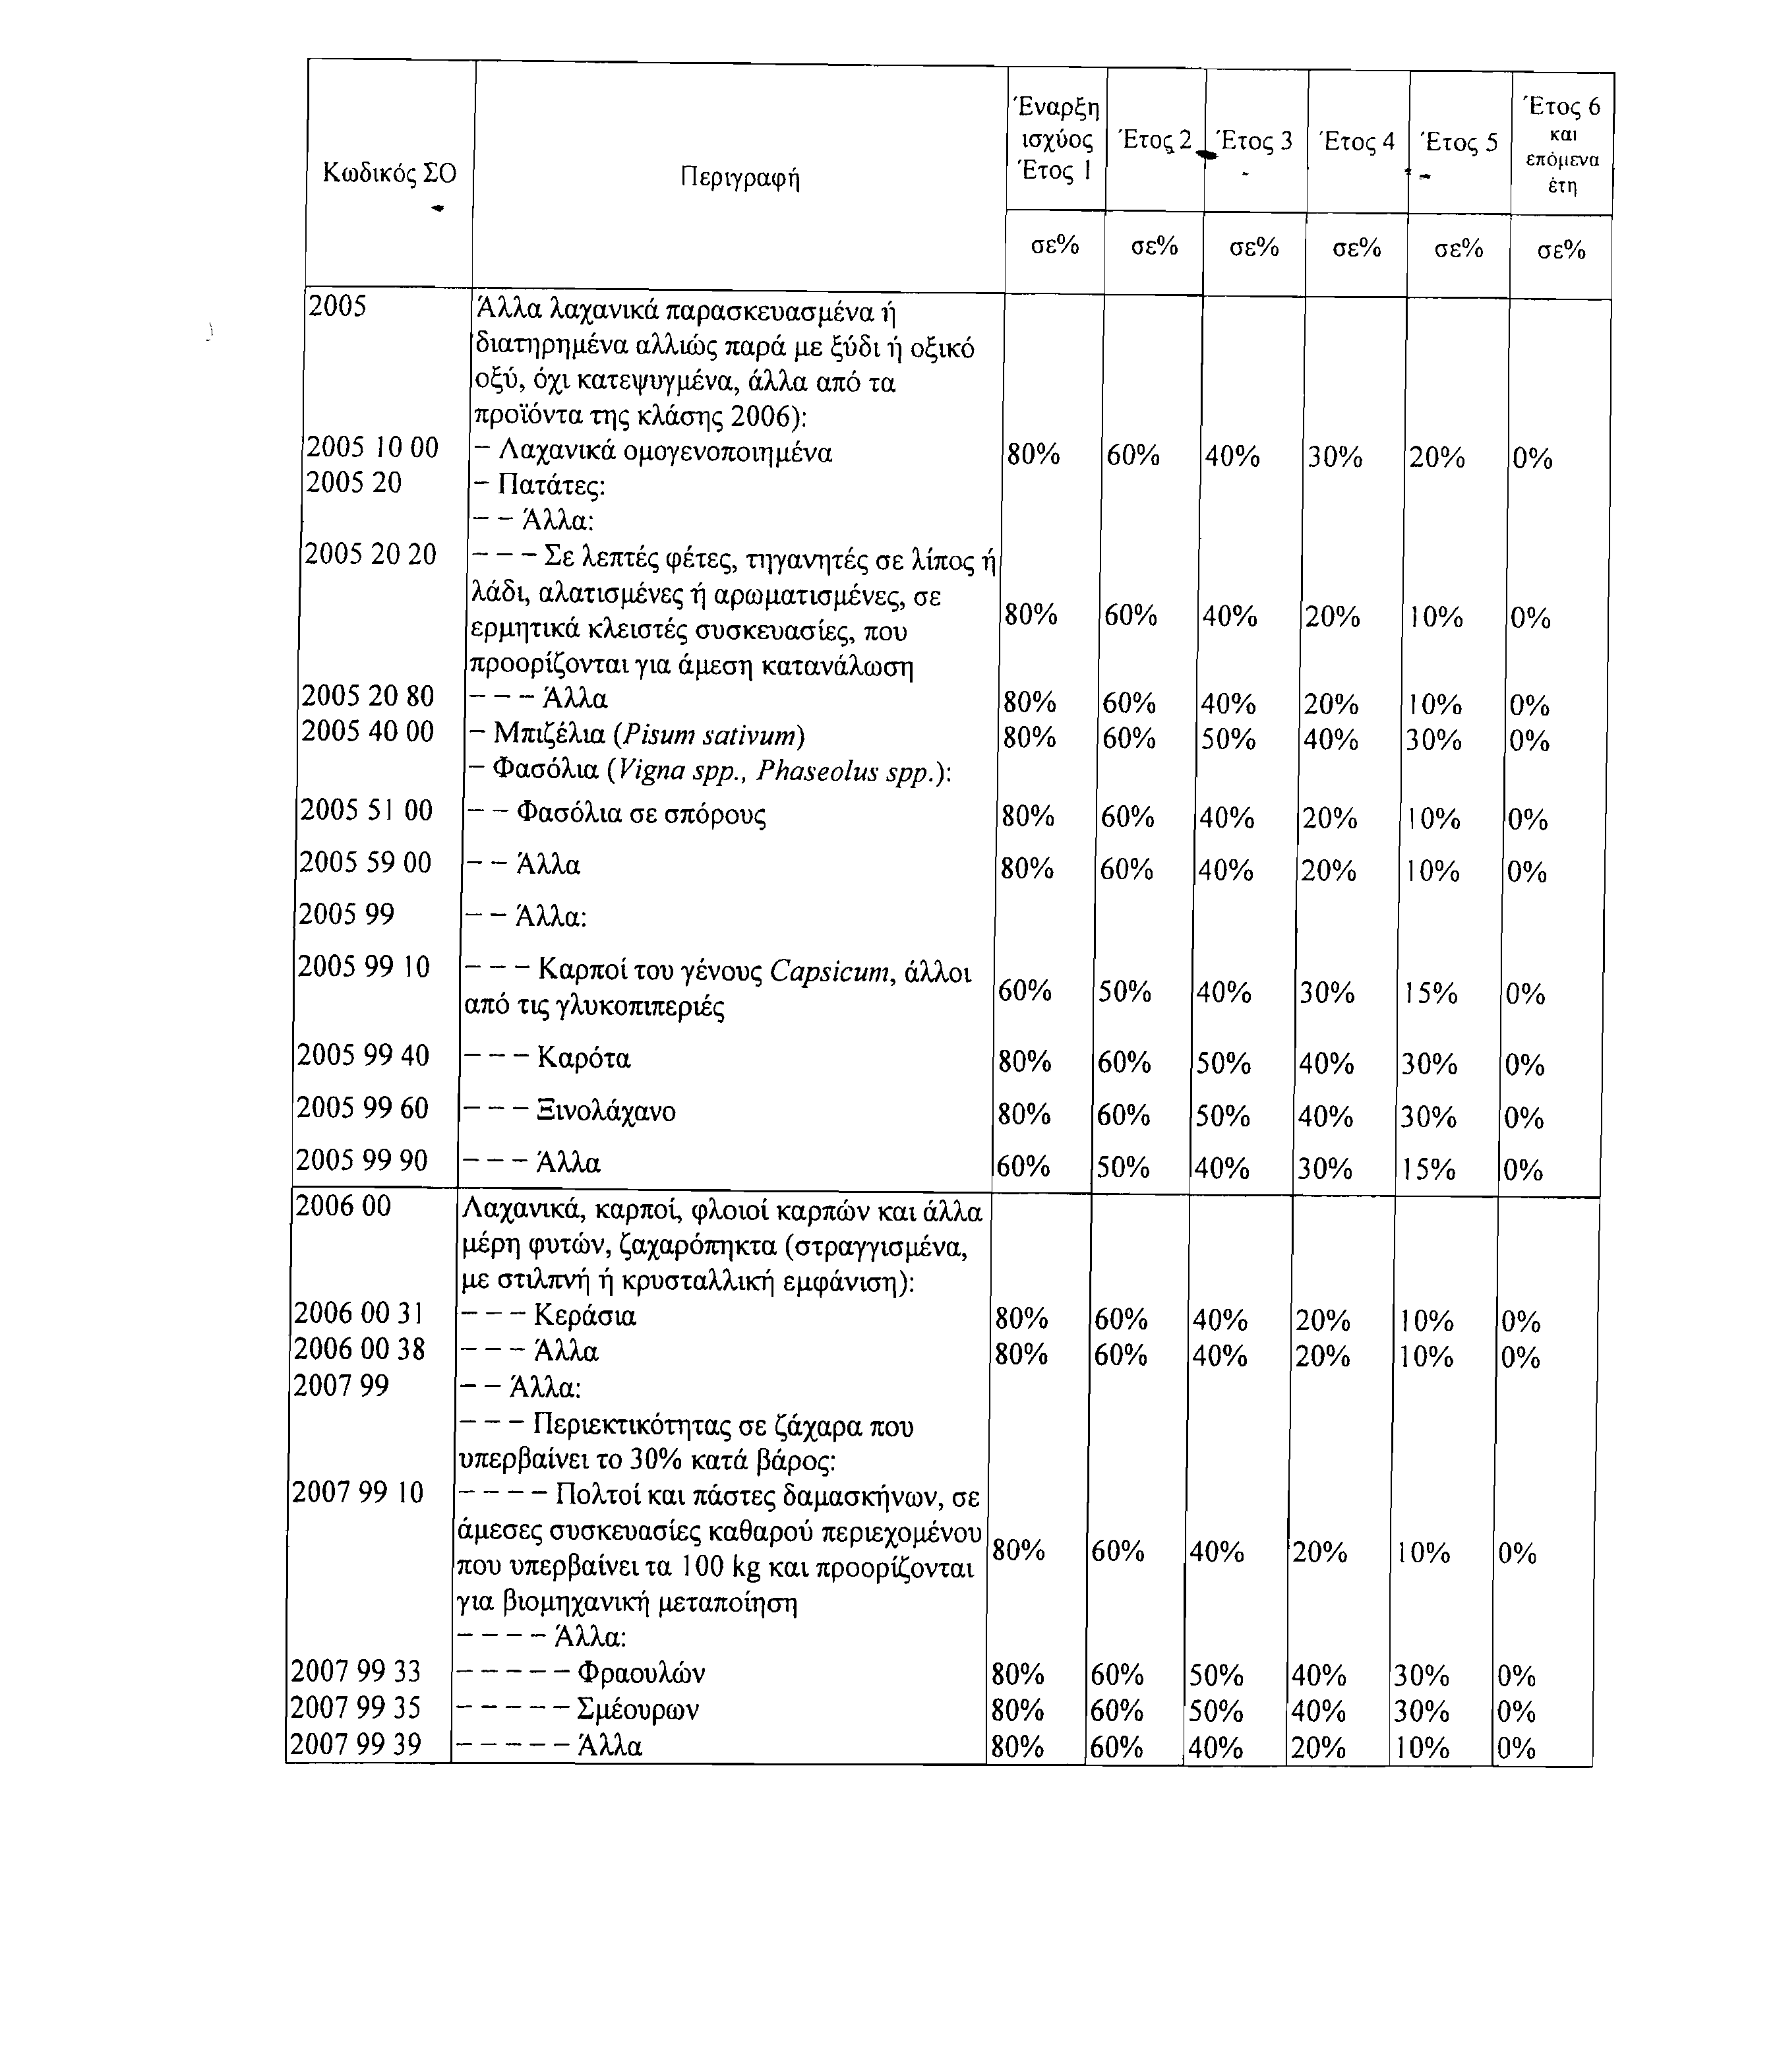 Κωδικός ΣΟ Περιγραφή Έναρξη ισχύος Έτος 1 Έτος 2 Έτος 3 Έτος 4 Έτος 5 Έτος 6 και επόμενα έτη
σε% σε% σε% σε% σε% σε%
2005 Άλλα λαχανικά παρασκευασμένα ή
διατηρημένα αλλιώς παρά με ξύδι ή οξικό
οξύ, όχι κατεψυγμένα, άλλα από τα
προϊόντα της κλάσης 2006):
2005 10 00 – Λαχανικά ομογενοποιημένα 80% 60% 40% 30% 20% 0%
2005 20 – Πατάτες:
– – Άλλα:
2005 20 20 – – – Σε λεπτές φέτες, τηγανητές σε λίπος ή
λάδι, αλατισμένες ή αρωματισμένες, σε
ερμητικά κλειστές συσκευασίες, που 80% 60% 40% 20% 10% 0%
προορίζονται για άμεση κατανάλωση
2005 20 80 – – – Άλλα 80% 60% 40% 20% 10% 0%
2005 40 00 – Μπιζέλια (Pisum sativum) 80% 60% 50% 40% 30% 0%
– Φασόλια (Vigna spp., Phaseolus spp.):
2005 51 00 – – Φασόλια σε σπόρους 80% 60% 40% 20% 10% 0%
2005 59 00 – – Άλλα 80% 60% 40% 20% 10% 0%
2005 99 – – Άλλα:
2005 99 10 – – – Καρποί του γένους Capsicum, άλλοι
από τις γλυκοπιπεριές 60% 50% 40% 30% 15% 0%
2005 99 40 – – – Καρότα 80% 60% 50% 40% 30% 0%
2005 99 60 – – – Ξινολάχανο 80% 60% 50% 40% 30% 0%
2005 99 90 – – – Άλλα 60% 50% 40% 30% 15% 0%
2006 00 Λαχανικά, καρποί, φλοιοί καρπών και άλλα
μέρη φυτών, ζαχαρόπηκτα (στραγγισμένα,
με στιλπνή ή κρυσταλλική εμφάνιση):
2006 00 31 – – – Κεράσια 80% 60% 40% 20% 10% 0%
2006 00 38 – – – Άλλα 80% 60% 40% 20% 10% 0%
2007 99 – – Άλλα:
– – – Περιεκτικότητας σε ζάχαρα που
υπερβαίνει το 30% κατά βάρος:
2007 99 10 – – – – Πολτοί και πάστες δαμασκήνων, σε
άμεσες συσκευασίες καθαρού περιεχομένου
που υπερβαίνει τα 100 kg και προορίζονται 80% 60% 40% 20% 10% 0%
για βιομηχανική μεταποίηση
– – – – Άλλα:
2007 99 33 – – – – – Φραουλών 80% 60% 50% 40% 30% 0%
2007 99 35 – – – – – Σμέουρων 80% 60% 50% 40% 30% 0%
2007 99 39 – – – – – Άλλα 80% 60% 40% 20% 10% 0%